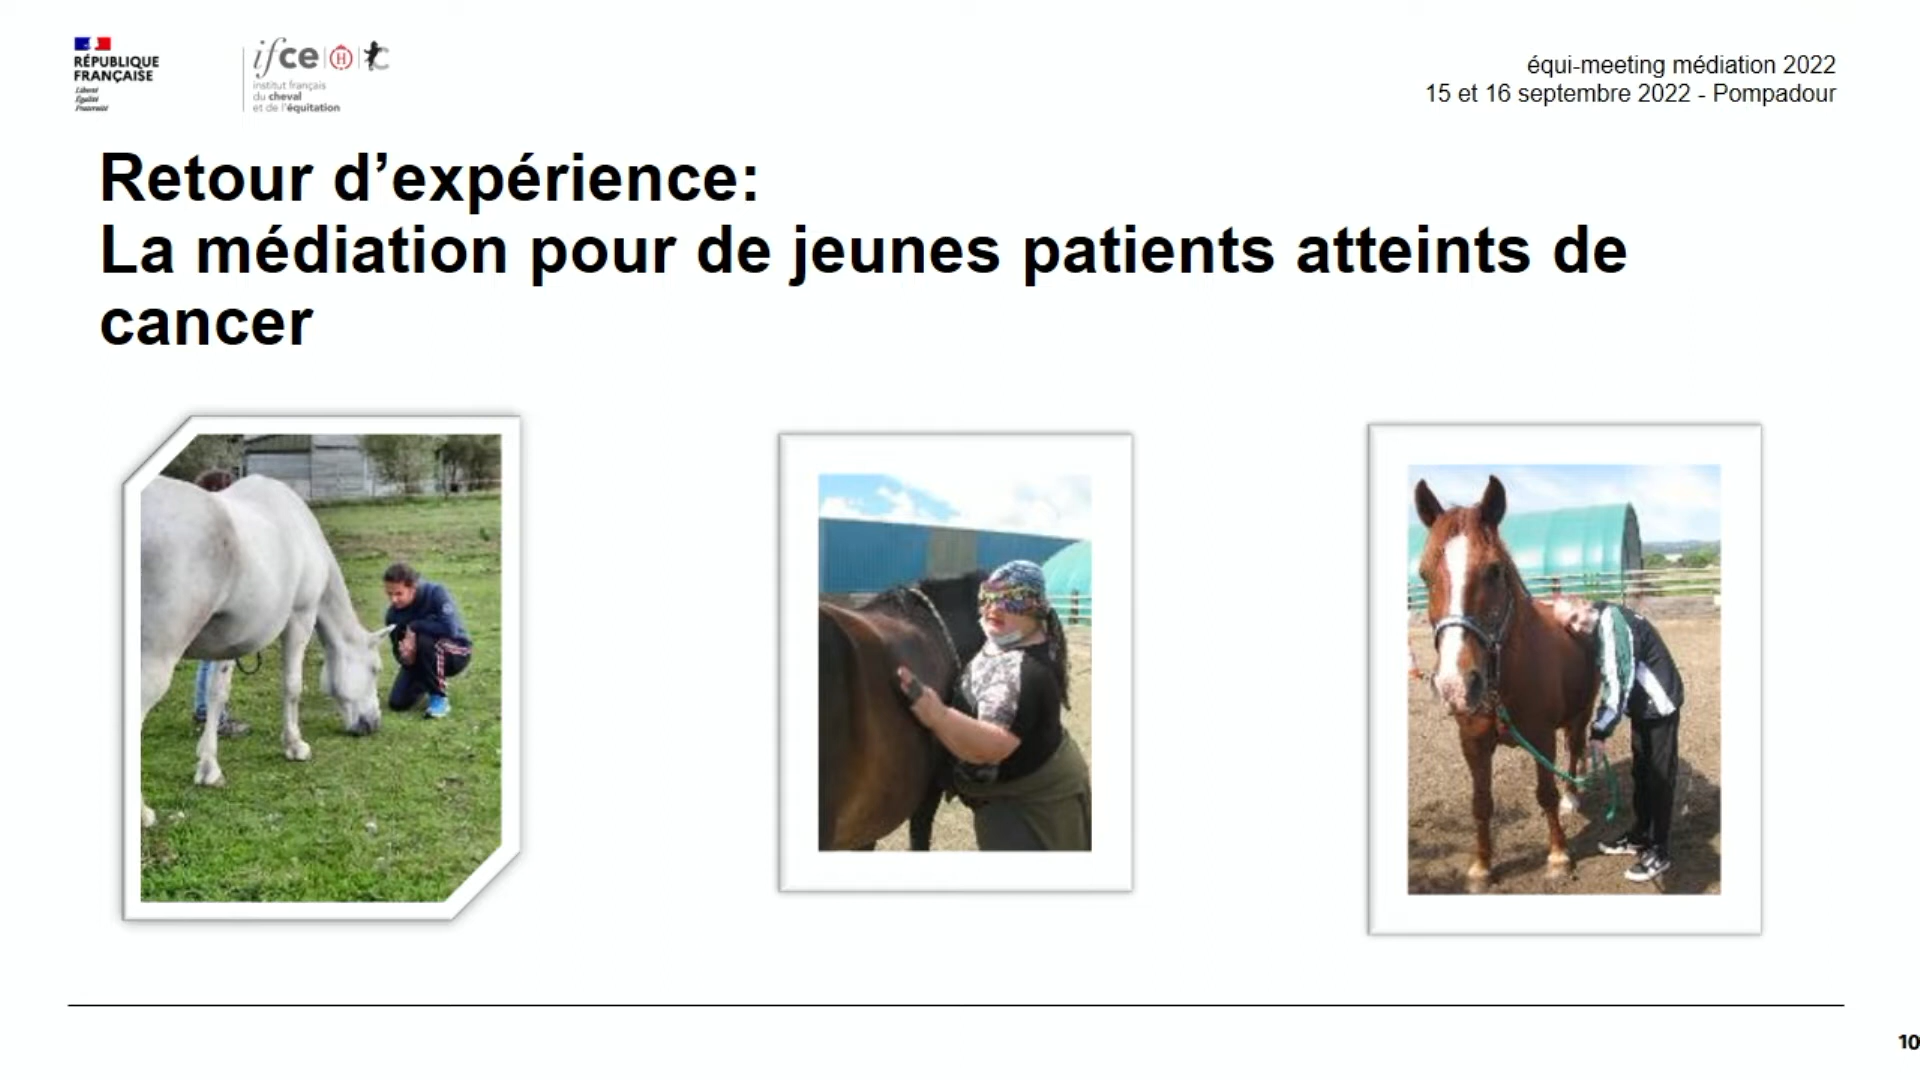 RÉPUBLIQUE
FRANÇAISE
Liberté
Égalité
Fraternité
ifce
institut français
du cheval
et de l'équitation
équi-meeting médiation 2022
15 et 16 septembre 2022 - Pompadour
Retour d’expérience:
La médiation pour de jeunes patients atteints de
cancer
10